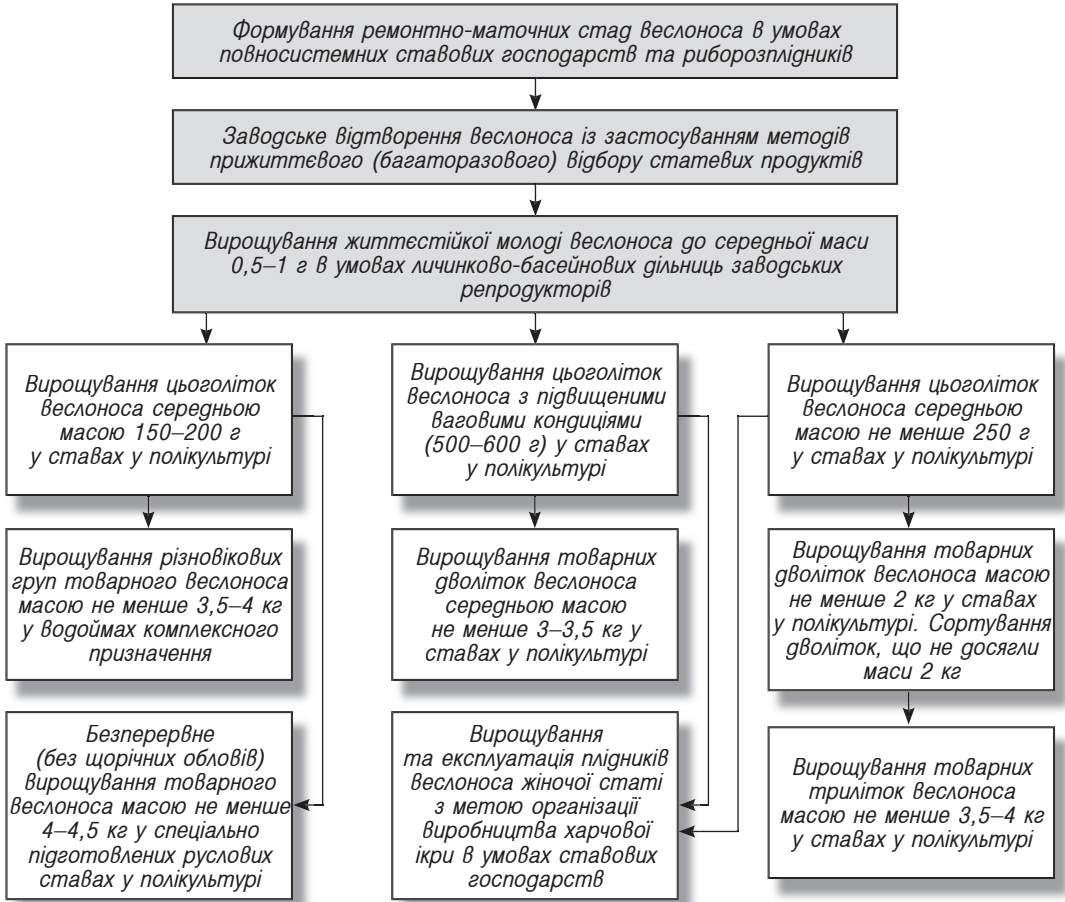 Формування ремонтно-маточних стад веслоноса в умовах
повносистемних ставових господарств та риборозплідників
Заводське відтворення веслоноса із застосуванням методів
прижиттєвого (багаторазового) відбору статевих продуктів
Вирощування життєстійкої молоді веслоноса до середньої маси
0,5–1 г в умовах личинково-басейнових дільниць заводських
репродукторів
Вирощування цьоголіток
веслоноса середньою
масою 150–200 г
у ставах у полікультурі
Вирощування цьоголіток
веслоноса з підвищеними
ваговими кондиціями
(500–600 г) у ставах
у полікультурі
Вирощування цьоголіток
веслоноса середньою
масою не менше 250 г
у ставах у полікультурі
Вирощування різновікових
груп товарного веслоноса
масою не менше 3,5–4 кг
у водоймах комплексного
призначення
Вирощування товарних
дволіток веслоноса
середньою масою
не менше 3–3,5 кг у
ставах у полікультурі
Вирощування товарних
дволіток веслоноса масою
не менше 2 кг у ставах
у полікультурі. Сортування
дволіток, що не досягли
маси 2 кг
Безперервне
(без щорічних обловів)
вирощування товарного
веслоноса масою не менше
4–4,5 кг у спеціально
підготовлених руслових
ставах у полікультурі
Вирощування
та експлуатація плідників
веслоноса жіночої статі
з метою організації
виробництва харчової
ікри в умовах ставових
господарств
Вирощування товарних
триліток веслоноса
масою не менше 3,5–4 кг
у ставах у полікультурі